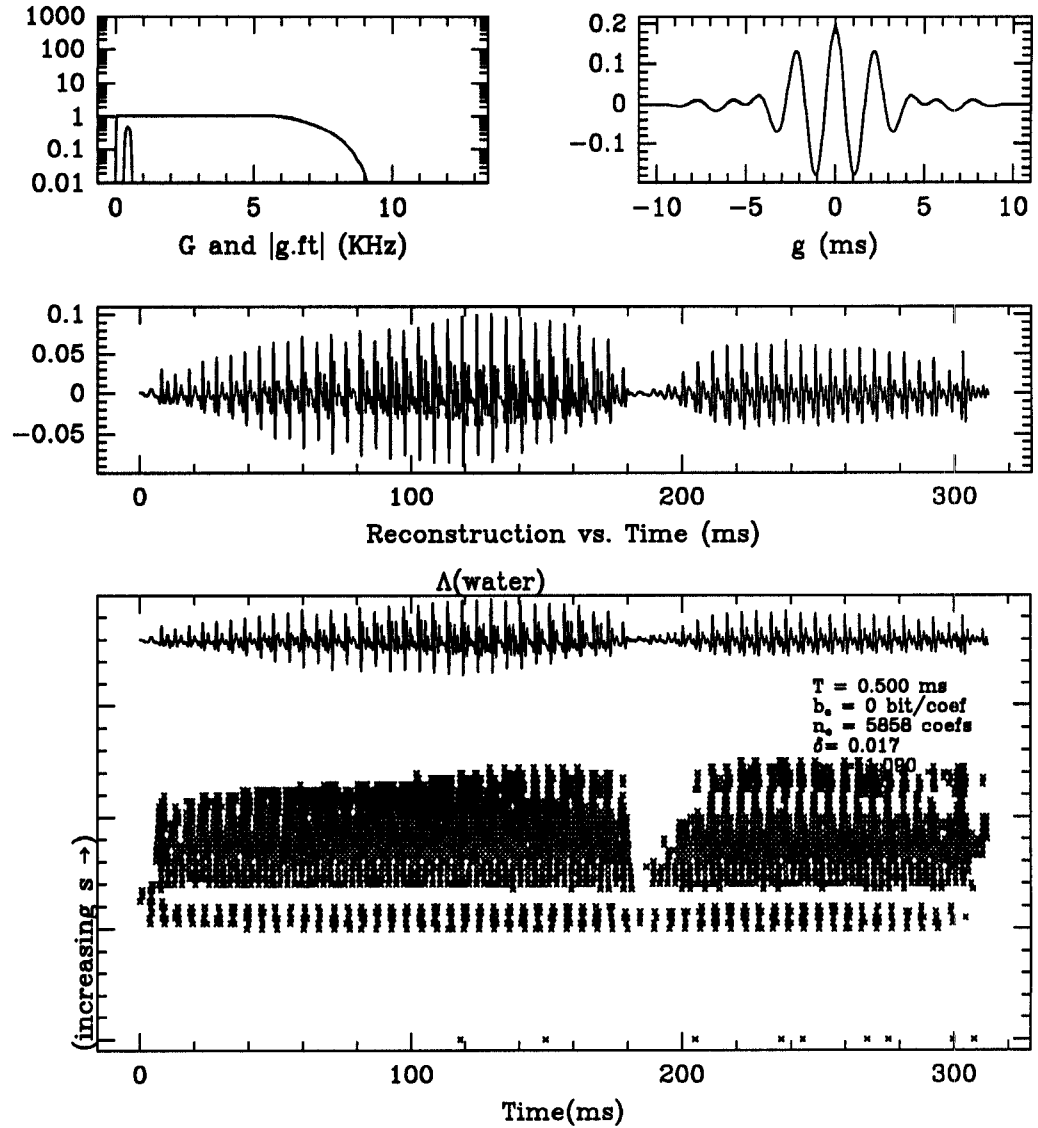 1000
100
10
1
0.1
0.01
0 5 10
G and |g.ft| (KHz)
0.2
0.1
0
−0.1
−10 −5 0 5 10
g (ms)
0.1
0.05
0
−0.05
0 100 200 300
Reconstruction vs. Time (ms)
Λ(water)
T = 0.500 ms
= 0 bit/coef
= 5858 coefs
δ= 0.017
1.090
(increasing s →)
0 100 200 300
Time(ms)